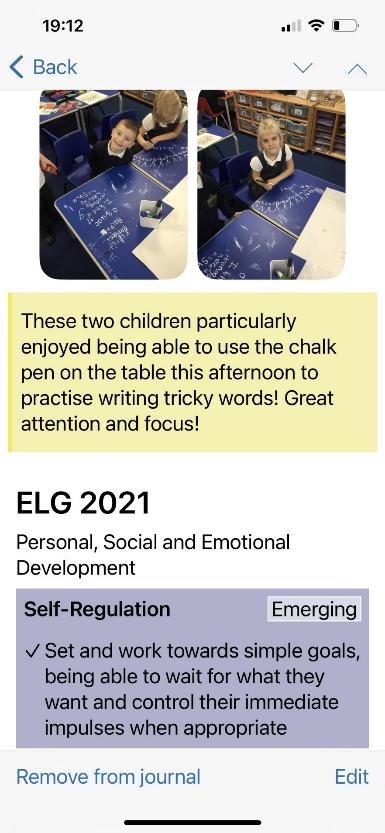 19:12
Back
These two children particularly
enjoyed being able to use the chalk
pen on the table this afternoon to
practise writing tricky words! Great
attention and focus!
ELG 2021
Personal, Social and Emotional
Development
Self-Regulation Emerging
✓ Set and work towards simple goals,
being able to wait for what they
want and control their immediate
impulses when appropriate
Remove from journal Edit